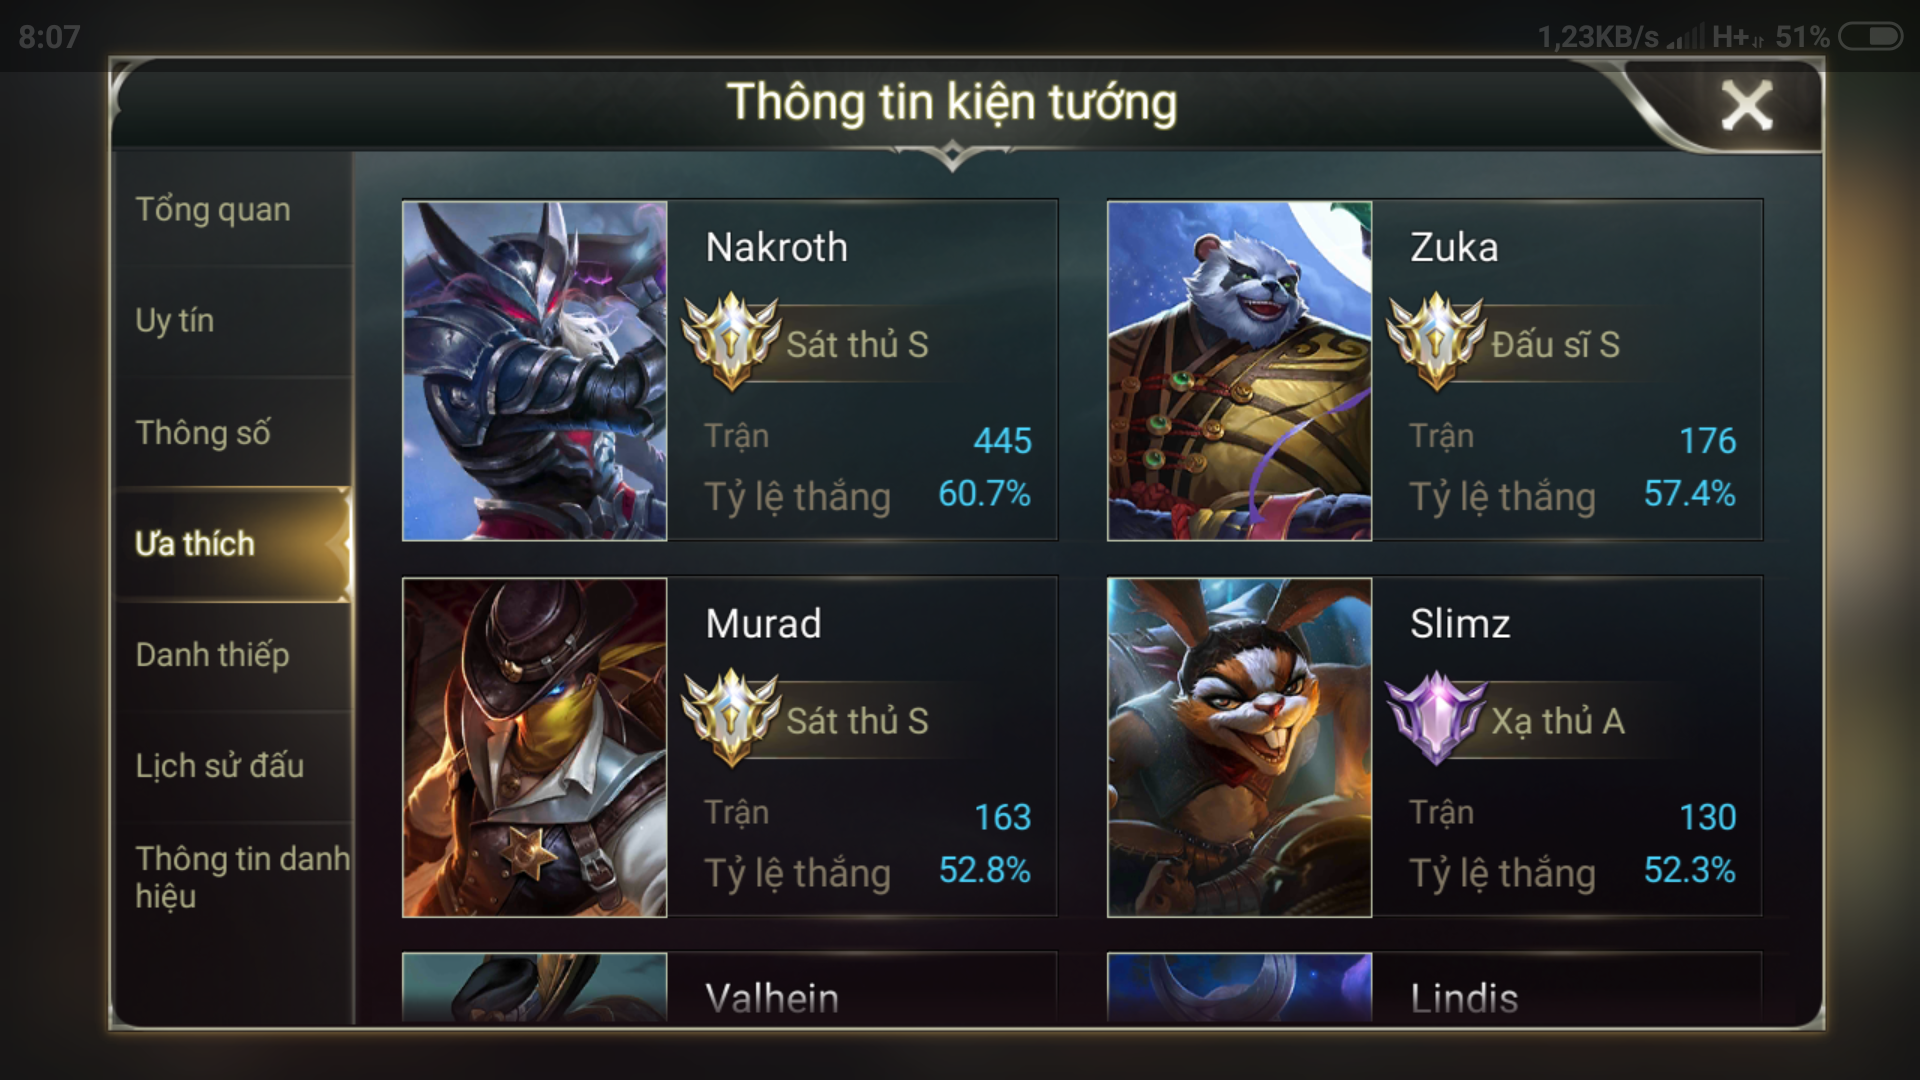 8:07
1,23KB/s H+ 51%
Thông tin kiện tướng
Tổng quan
Uy tín
Thông số
Ưa thích
Danh thiếp
Lịch sử đấu
Thông tin danh
hiệu
Nakroth
Sát thủ S
Trận 445
Tỷ lệ thắng 60.7%
Zuka
Đấu sĩ S
Trận 176
Tỷ lệ thắng 57.4%
Murad
Sát thủ S
Trận 163
Tỷ lệ thắng 52.8%
Slimz
Xạ thủ A
Trận 130
Tỷ lệ thắng 52.3%
Valhein
Lindis